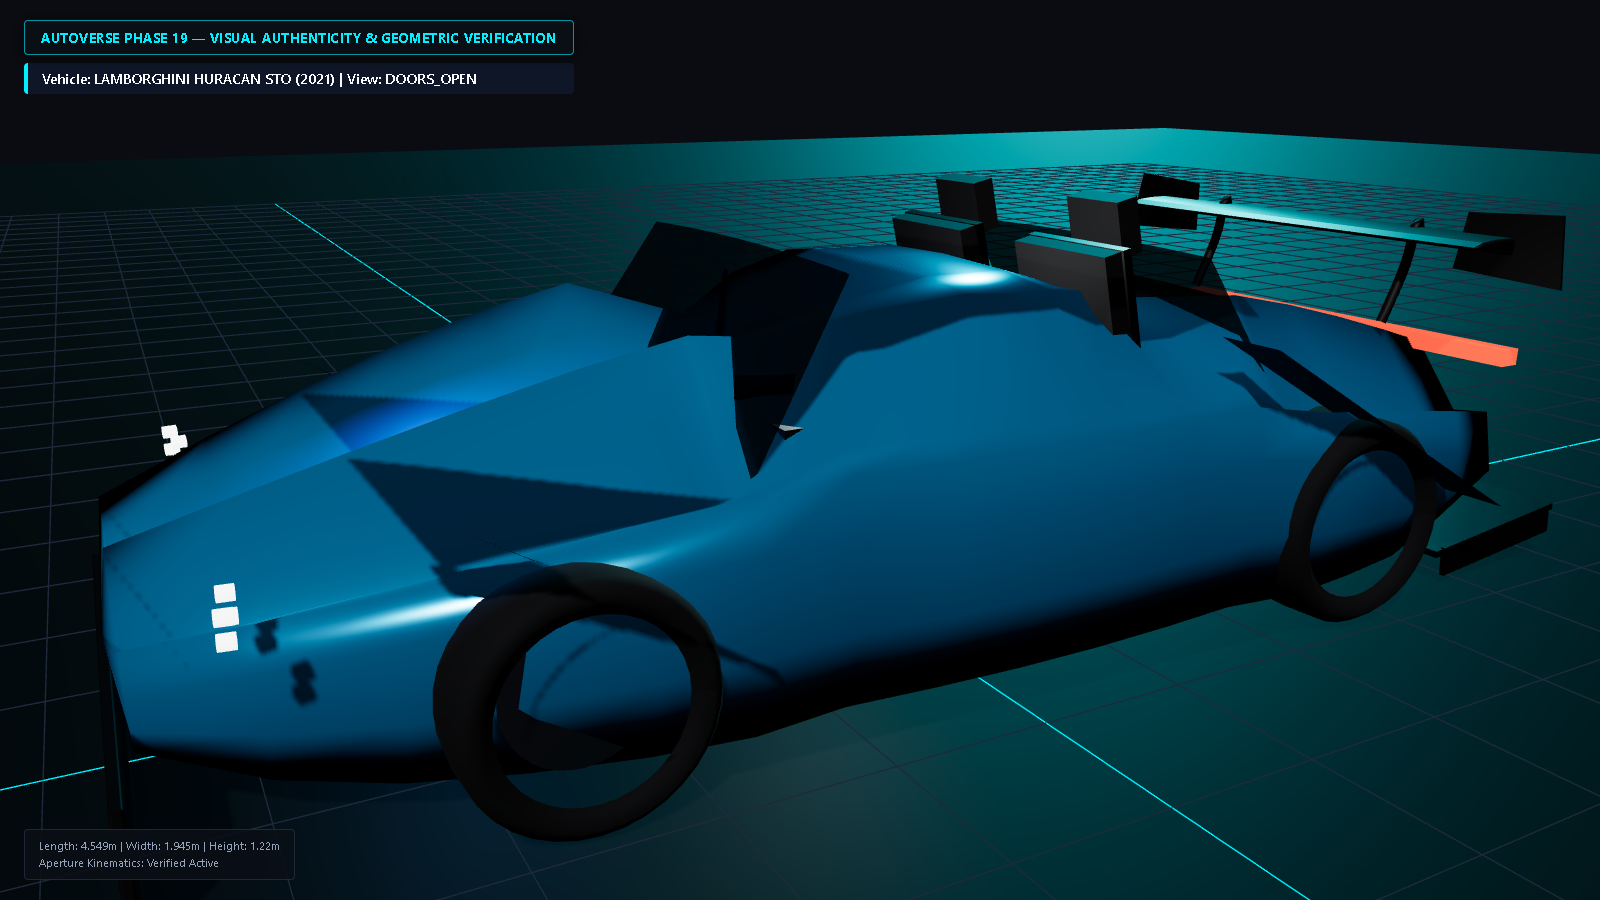 AUTOVERSE PHASE 19 — VISUAL AUTHENTICITY & GEOMETRIC VERIFICATION
Vehicle: LAMBORGHINI HURACAN STO (2021) | View: DOORS_OPEN
Length: 4.549m | Width: 1.945m | Height: 1.22m
Aperture Kinematics: Verified Active